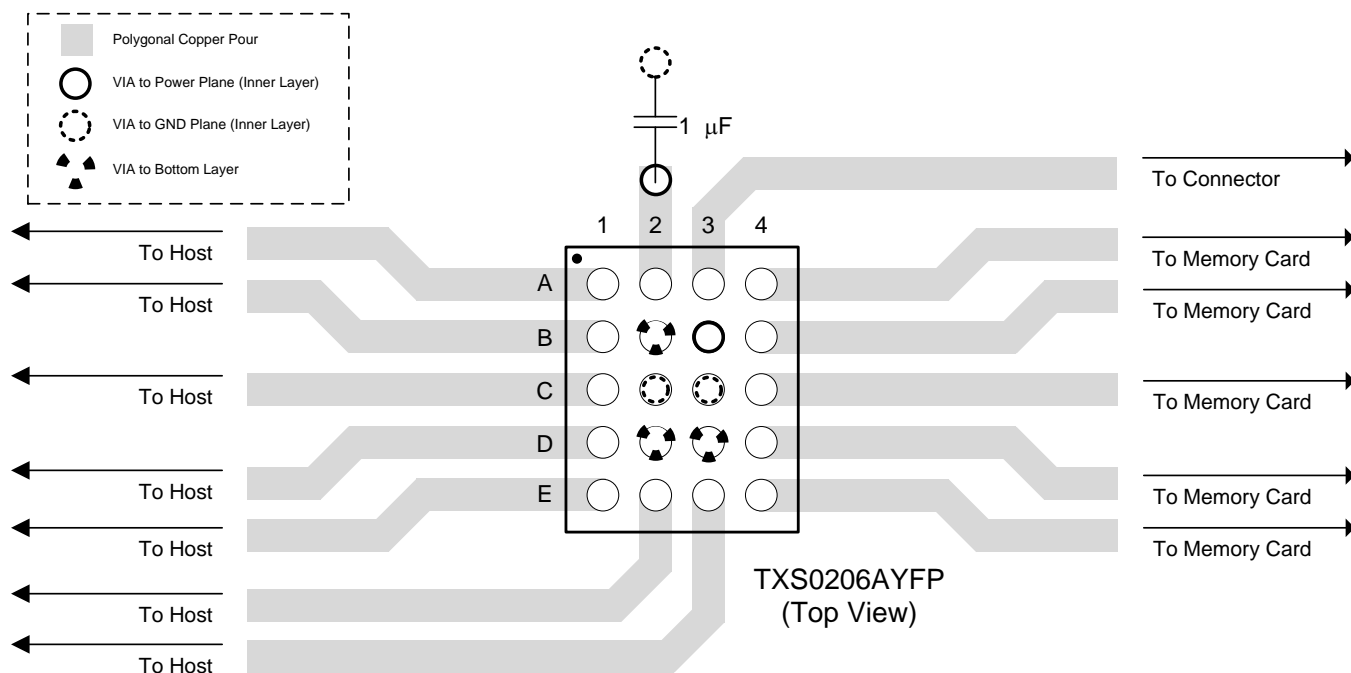 Polygonal Copper Pour
VIA to Power Plane (Inner Layer)
VIA to GND Plane (Inner Layer)
VIA to Bottom Layer
1 μF
To Connector
1 2 3 4
To Host
To Memory Card
A
To Host
To Memory Card
B
To Host
To Memory Card
C
D
To Host
To Memory Card
E
To Host
To Memory Card
TXS0206AYFP
(Top View)
To Host
To Host